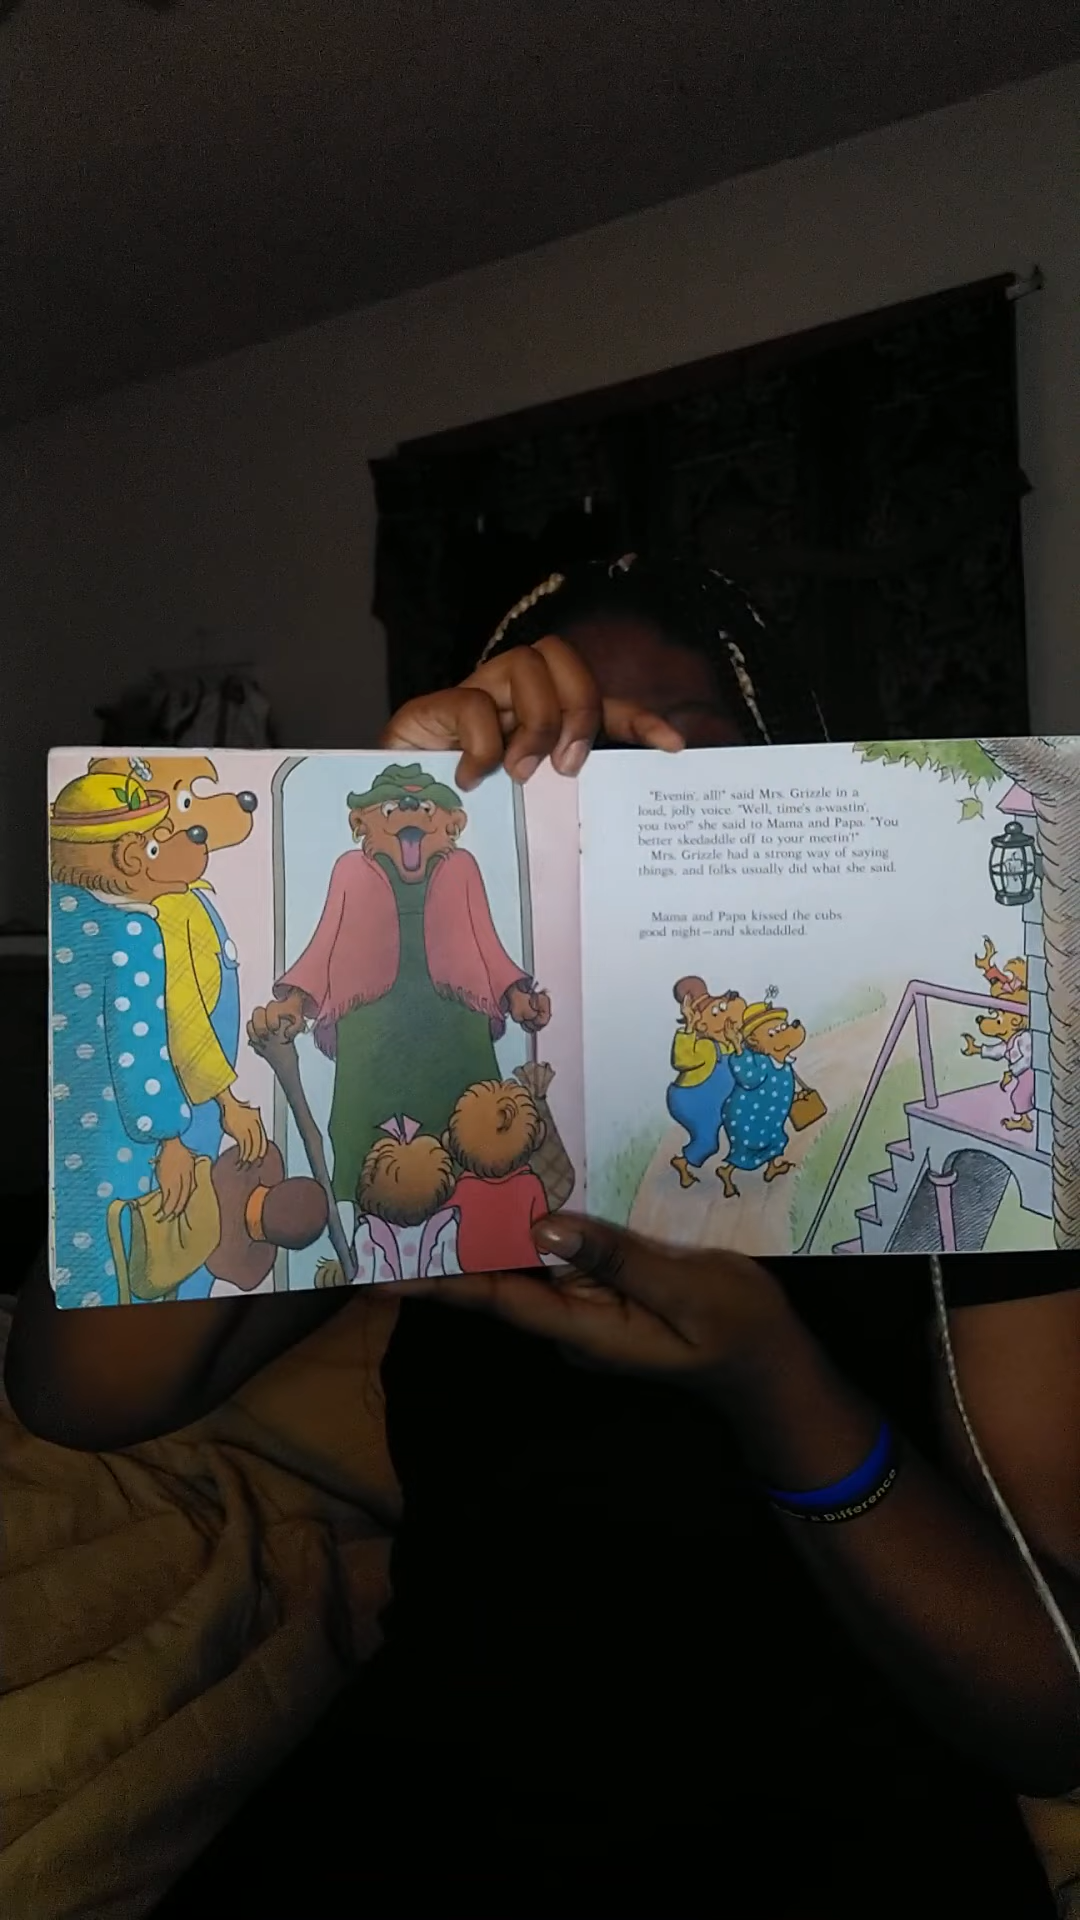 "Evenin', all!" said Mrs. Grizzle in a
loud, jolly voice. "Well, time's a-wastin',
you two!" she said to Mama and Papa. "You
better skedaddle off to your meetin'!"
Mrs. Grizzle had a strong way of saying
things, and folks usually did what she said.
Mama and Papa kissed the cubs
good night—and skedaddled.
a Difference